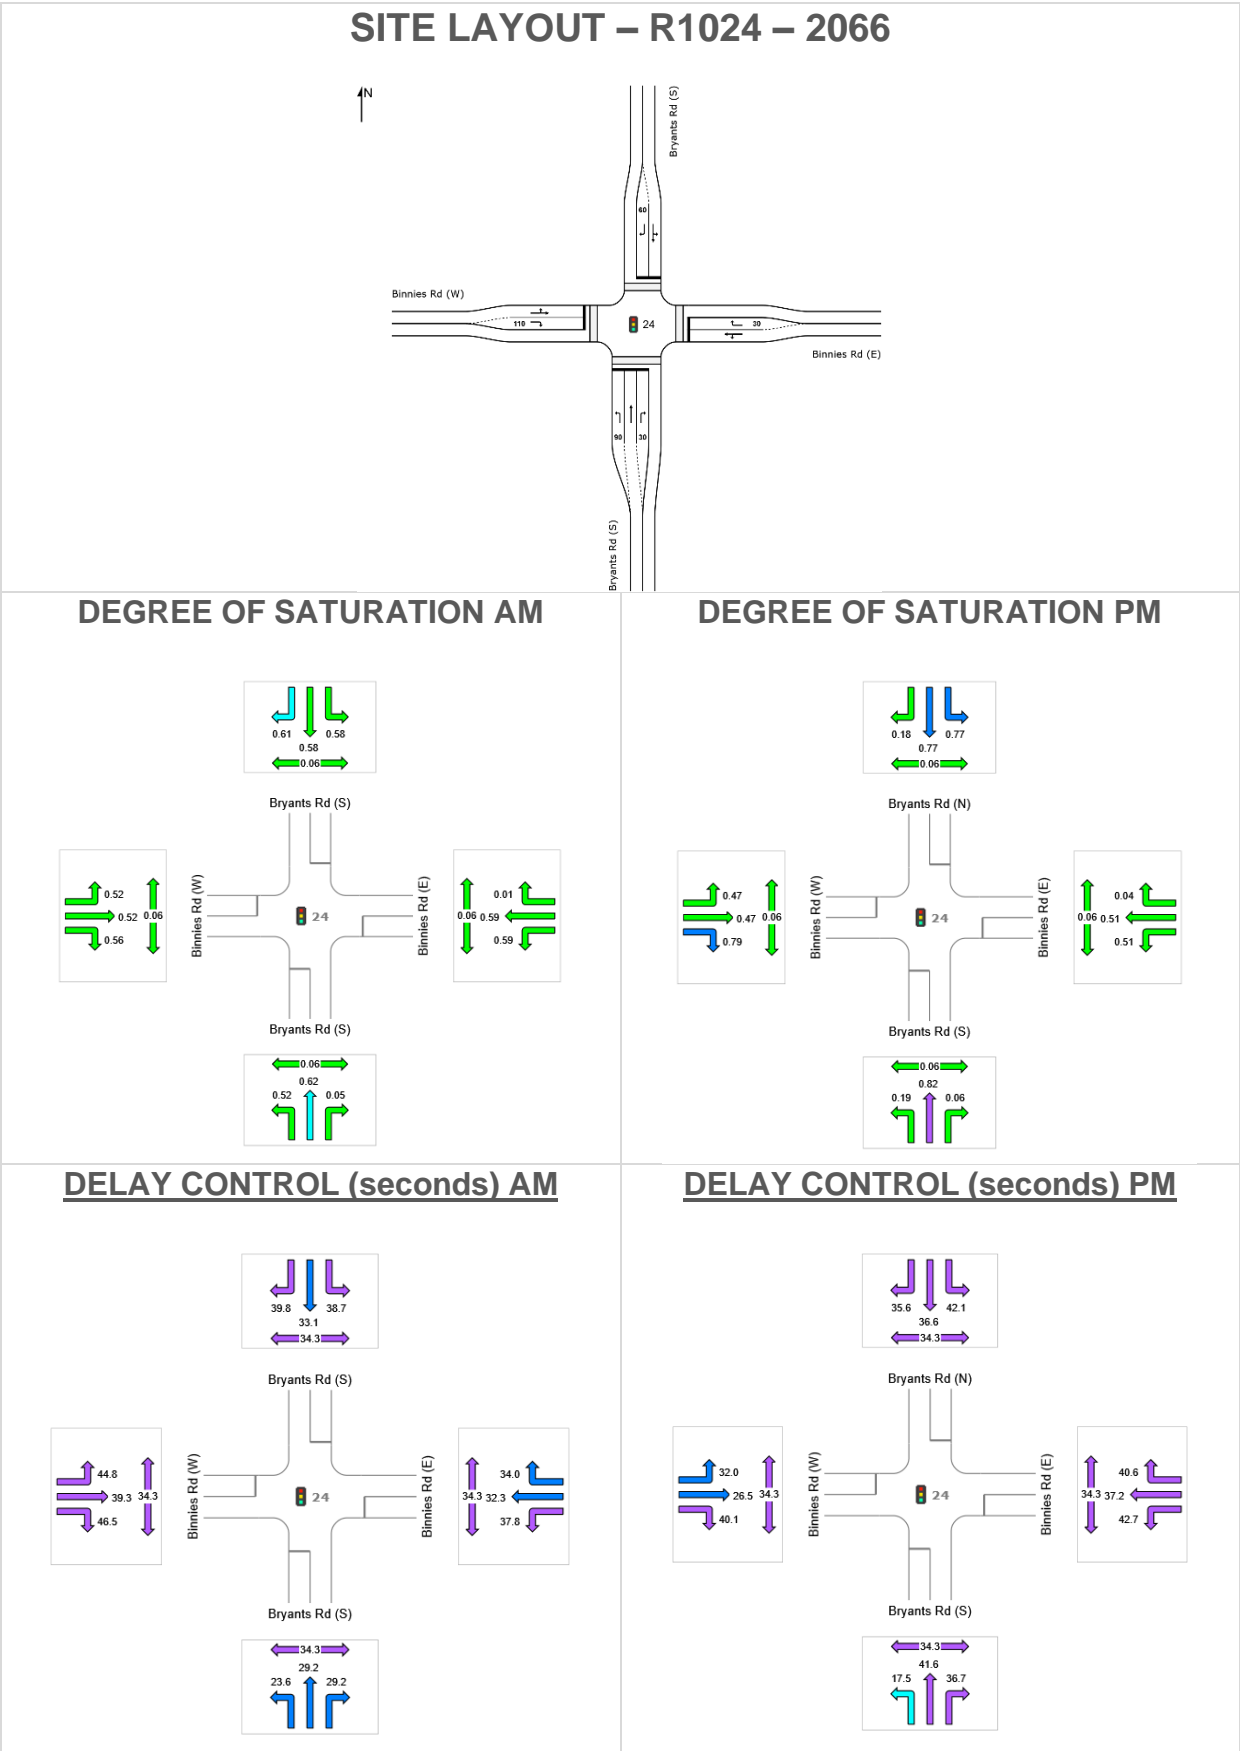 SITE LAYOUT – R1024 – 2066
N
Bryants Rd (S)
60
Binnies Rd (W)
110
24
30
Binnies Rd (E)
90
30
Bryants Rd (S)
DEGREE OF SATURATION AM
0.61
0.58
0.58
0.06
Bryants Rd (S)
0.52
0.52
0.06
0.56
Binnies Rd (W)
24
Binnies Rd (E)
0.01
0.06
0.59
0.59
Bryants Rd (S)
0.06
0.62
0.52
0.05
DEGREE OF SATURATION PM
0.18
0.77
0.77
0.06
Bryants Rd (N)
0.47
0.47
0.06
0.79
Binnies Rd (W)
24
Binnies Rd (E)
0.04
0.06
0.51
0.51
Bryants Rd (S)
0.06
0.82
0.19
0.06
DELAY CONTROL (seconds) AM
39.8
38.7
33.1
34.3
Bryants Rd (S)
44.8
39.3
34.3
46.5
Binnies Rd (W)
24
Binnies Rd (E)
34.0
34.3
32.3
37.8
Bryants Rd (S)
34.3
29.2
23.6
29.2
DELAY CONTROL (seconds) PM
35.6
42.1
36.6
34.3
Bryants Rd (N)
32.0
26.5
34.3
40.1
Binnies Rd (W)
24
Binnies Rd (E)
40.6
34.3
37.2
42.7
Bryants Rd (S)
34.3
41.6
17.5
36.7